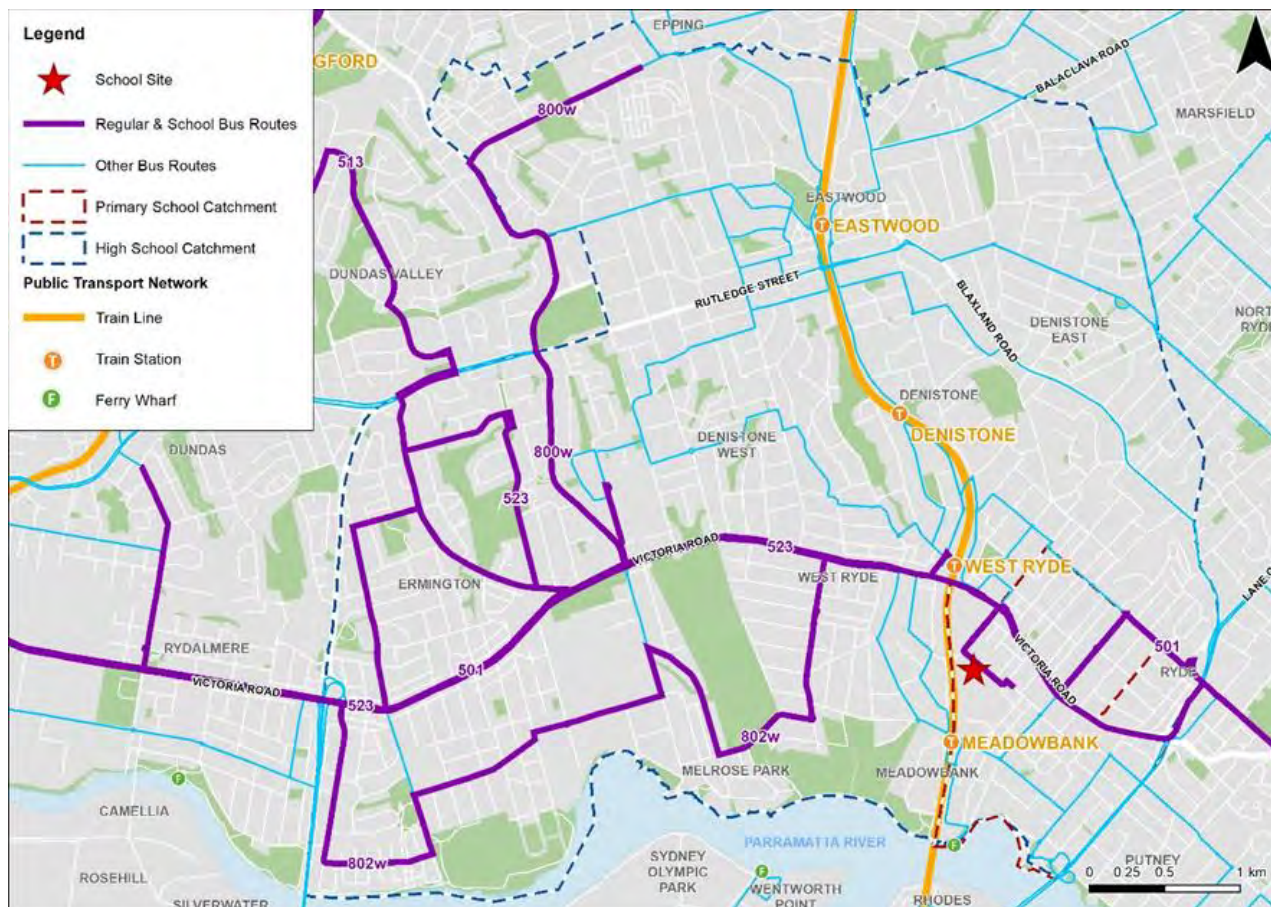 Legend
School Site
Regular & School Bus Routes
Other Bus Routes
Primary School Catchment
High School Catchment
Public Transport Network
Train Line
T
Train Station
F
Ferry Wharf
EPPING
GFORD
BALACLAVA ROAD
800w
MARSFIELD
513
EASTWOOD
T EASTWOOD
DUNDAS VALLEY
RUTLEDGE STREET
BLAXLAND ROAD
DENISTONE
EAST
NORT
RYDE
DENISTONE
T
DENISTONE
DUNDAS
DENISTONE
WEST
800w
523
VICTORIA ROAD
523
T WEST RYDE
WEST RYDE
LANE C
ERMINGTON
RYDALMERE
501
VICTORIA ROAD
501
RYDE
VICTORIA ROAD
523
802w
T MEADOWBANK
MELROSE PARK
MEADOWBANK
F
CAMELLIA
PARRAMATTA RIVER
F
802w
SYDNEY
OLYMPIC
PARK
F
WENTWORTH
POINT
PUTNEY
ROSEHILL
SILVERWATER
RHODES
0 0.25 0.5 1 km